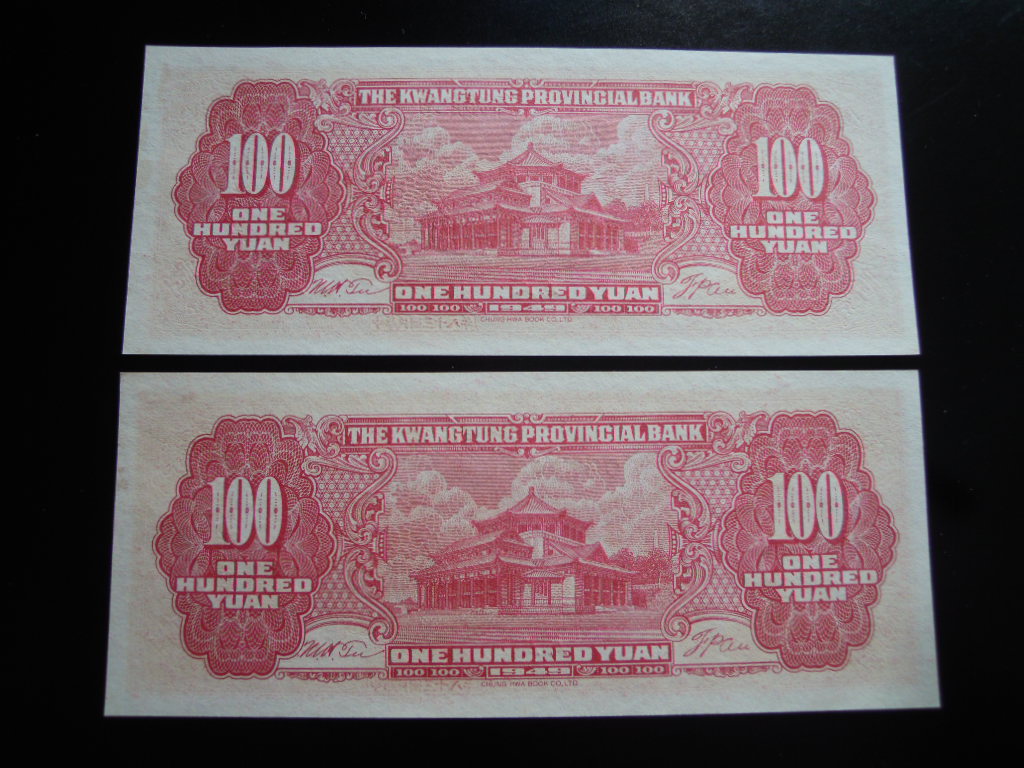 THE KWANGTUNG PROVINCIAL BANK
100 100
ONE ONE
HUNDRED HUNDRED
YUAN YUAN
ONE HUNDRED YUAN
100 100 1949 100 100
CHUNG HWA BOOK CO., LTD.
THE KWANGTUNG PROVINCIAL BANK
100 100
ONE ONE
HUNDRED HUNDRED
YUAN YUAN
ONE HUNDRED YUAN
100 100 1949 100 100
CHUNG HWA BOOK CO., LTD.